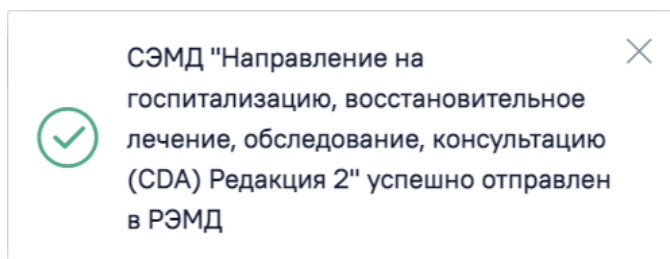 СЭМД "Направление на
госпитализацию, восстановительное
лечение, обследование, консультацию
(CDA) Редакция 2" успешно отправлен
в РЭМД